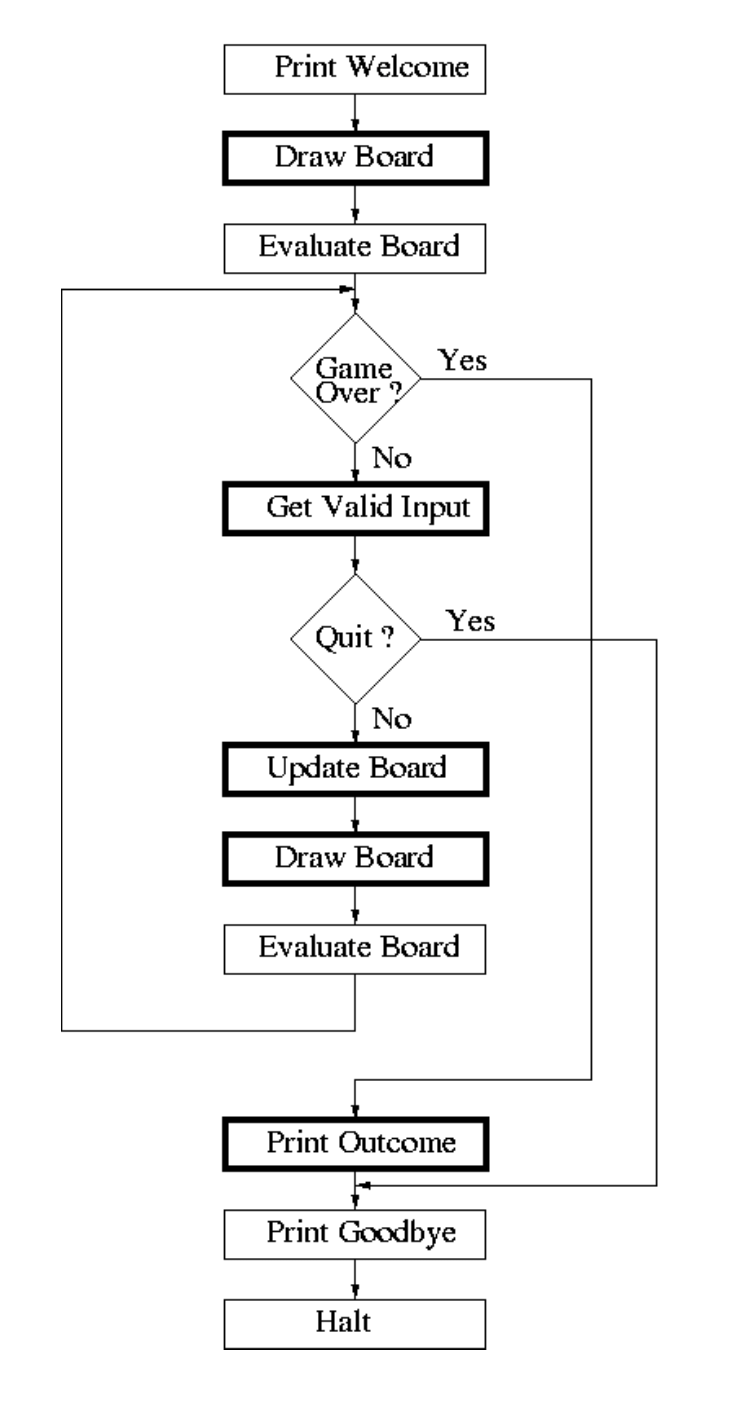 Print Welcome
Draw Board
Evaluate Board
Game
Over ?
Yes
No
Get Valid Input
Quit ?
Yes
No
Update Board
Draw Board
Evaluate Board
Print Outcome
Print Goodbye
Halt